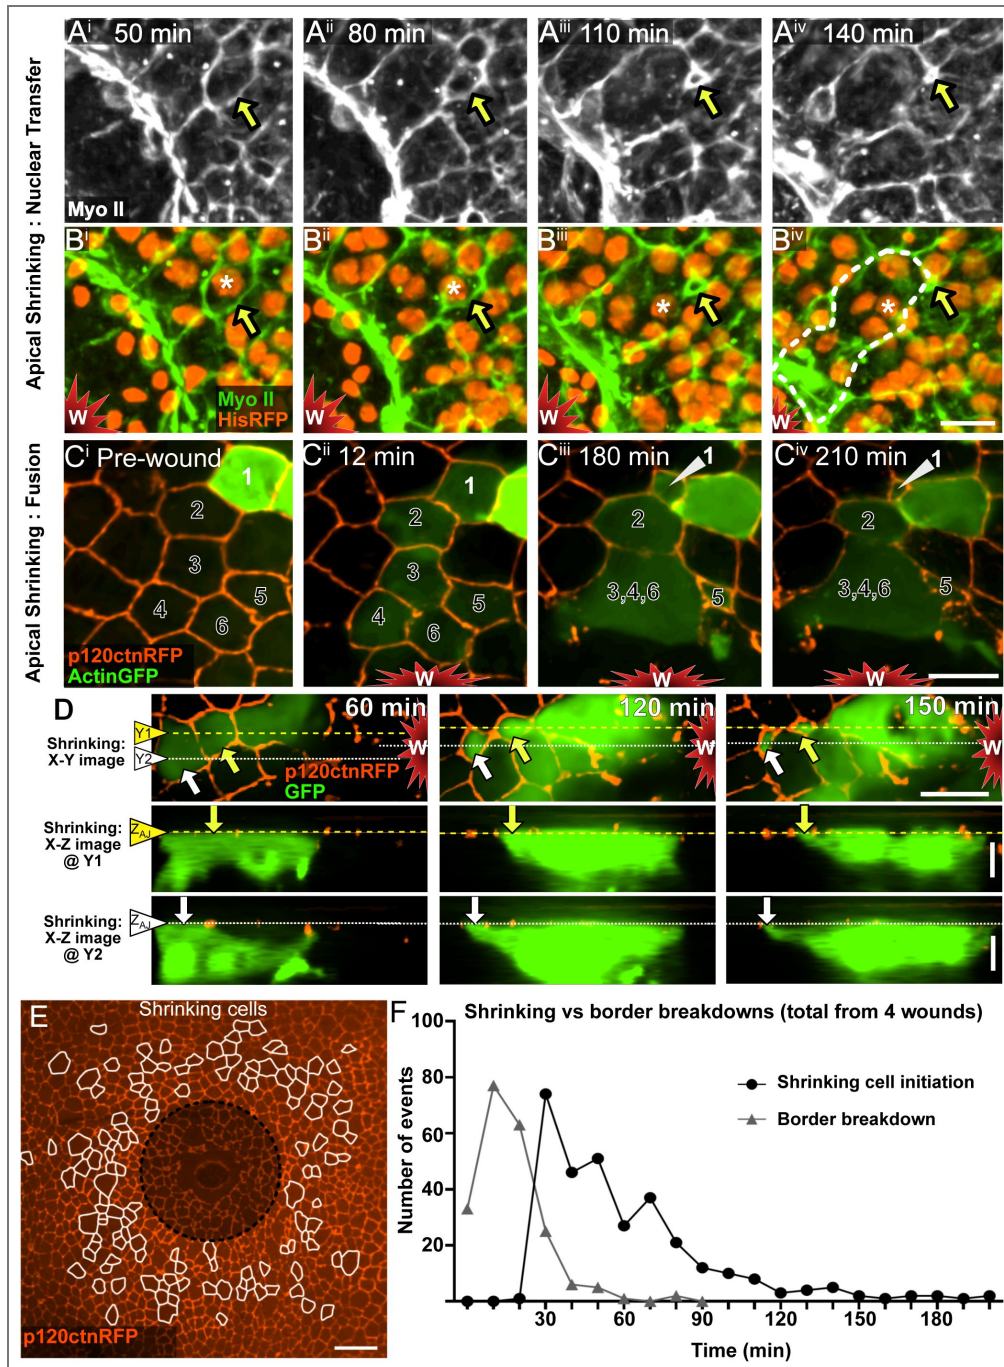 Apical Shrinking : Nuclear Transfer
Aⁱ 50 min
Aⁱⁱ 80 min
Aⁱⁱⁱ 110 min
Aⁱᵛ 140 min
Myo II
Bⁱ
*
Bⁱⁱ
*
Bⁱⁱⁱ
*
Bⁱᵛ
*
Myo II
HisRFP
W
W
W
W
Apical Shrinking : Fusion
Cⁱ Pre-wound
1
2
3
4
5
6
p120ctnRFP
ActinGFP
Cⁱⁱ 12 min
1
2
3
4
5
6
W
Cⁱⁱⁱ 180 min
1
2
3,4,6
5
W
Cⁱᵛ 210 min
1
2
3,4,6
5
W
D
Y1
Shrinking:
X-Y image
Y2
60 min
W
p120ctnRFP
GFP
120 min
W
150 min
W
Shrinking:
X-Z image
@ Y1
Z_AJ
Shrinking:
X-Z image
@ Y2
Z_AJ
E
Shrinking cells
p120ctnRFP
F
Shrinking vs border breakdowns (total from 4 wounds)
Number of events
100
80
60
40
20
Shrinking cell initiation
Border breakdown
30 60 90 120 150 180
Time (min)